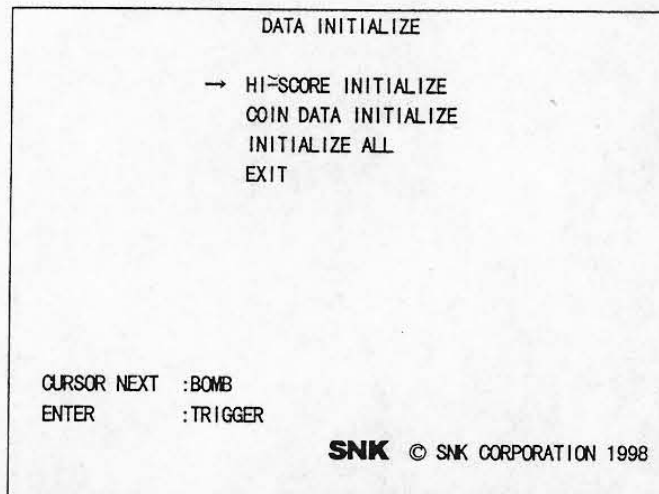 DATA INITIALIZE
→ HI-SCORE INITIALIZE
COIN DATA INITIALIZE
INITIALIZE ALL
EXIT
CURSOR NEXT :BOMB
ENTER :TRIGGER
SNK © SNK CORPORATION 1998